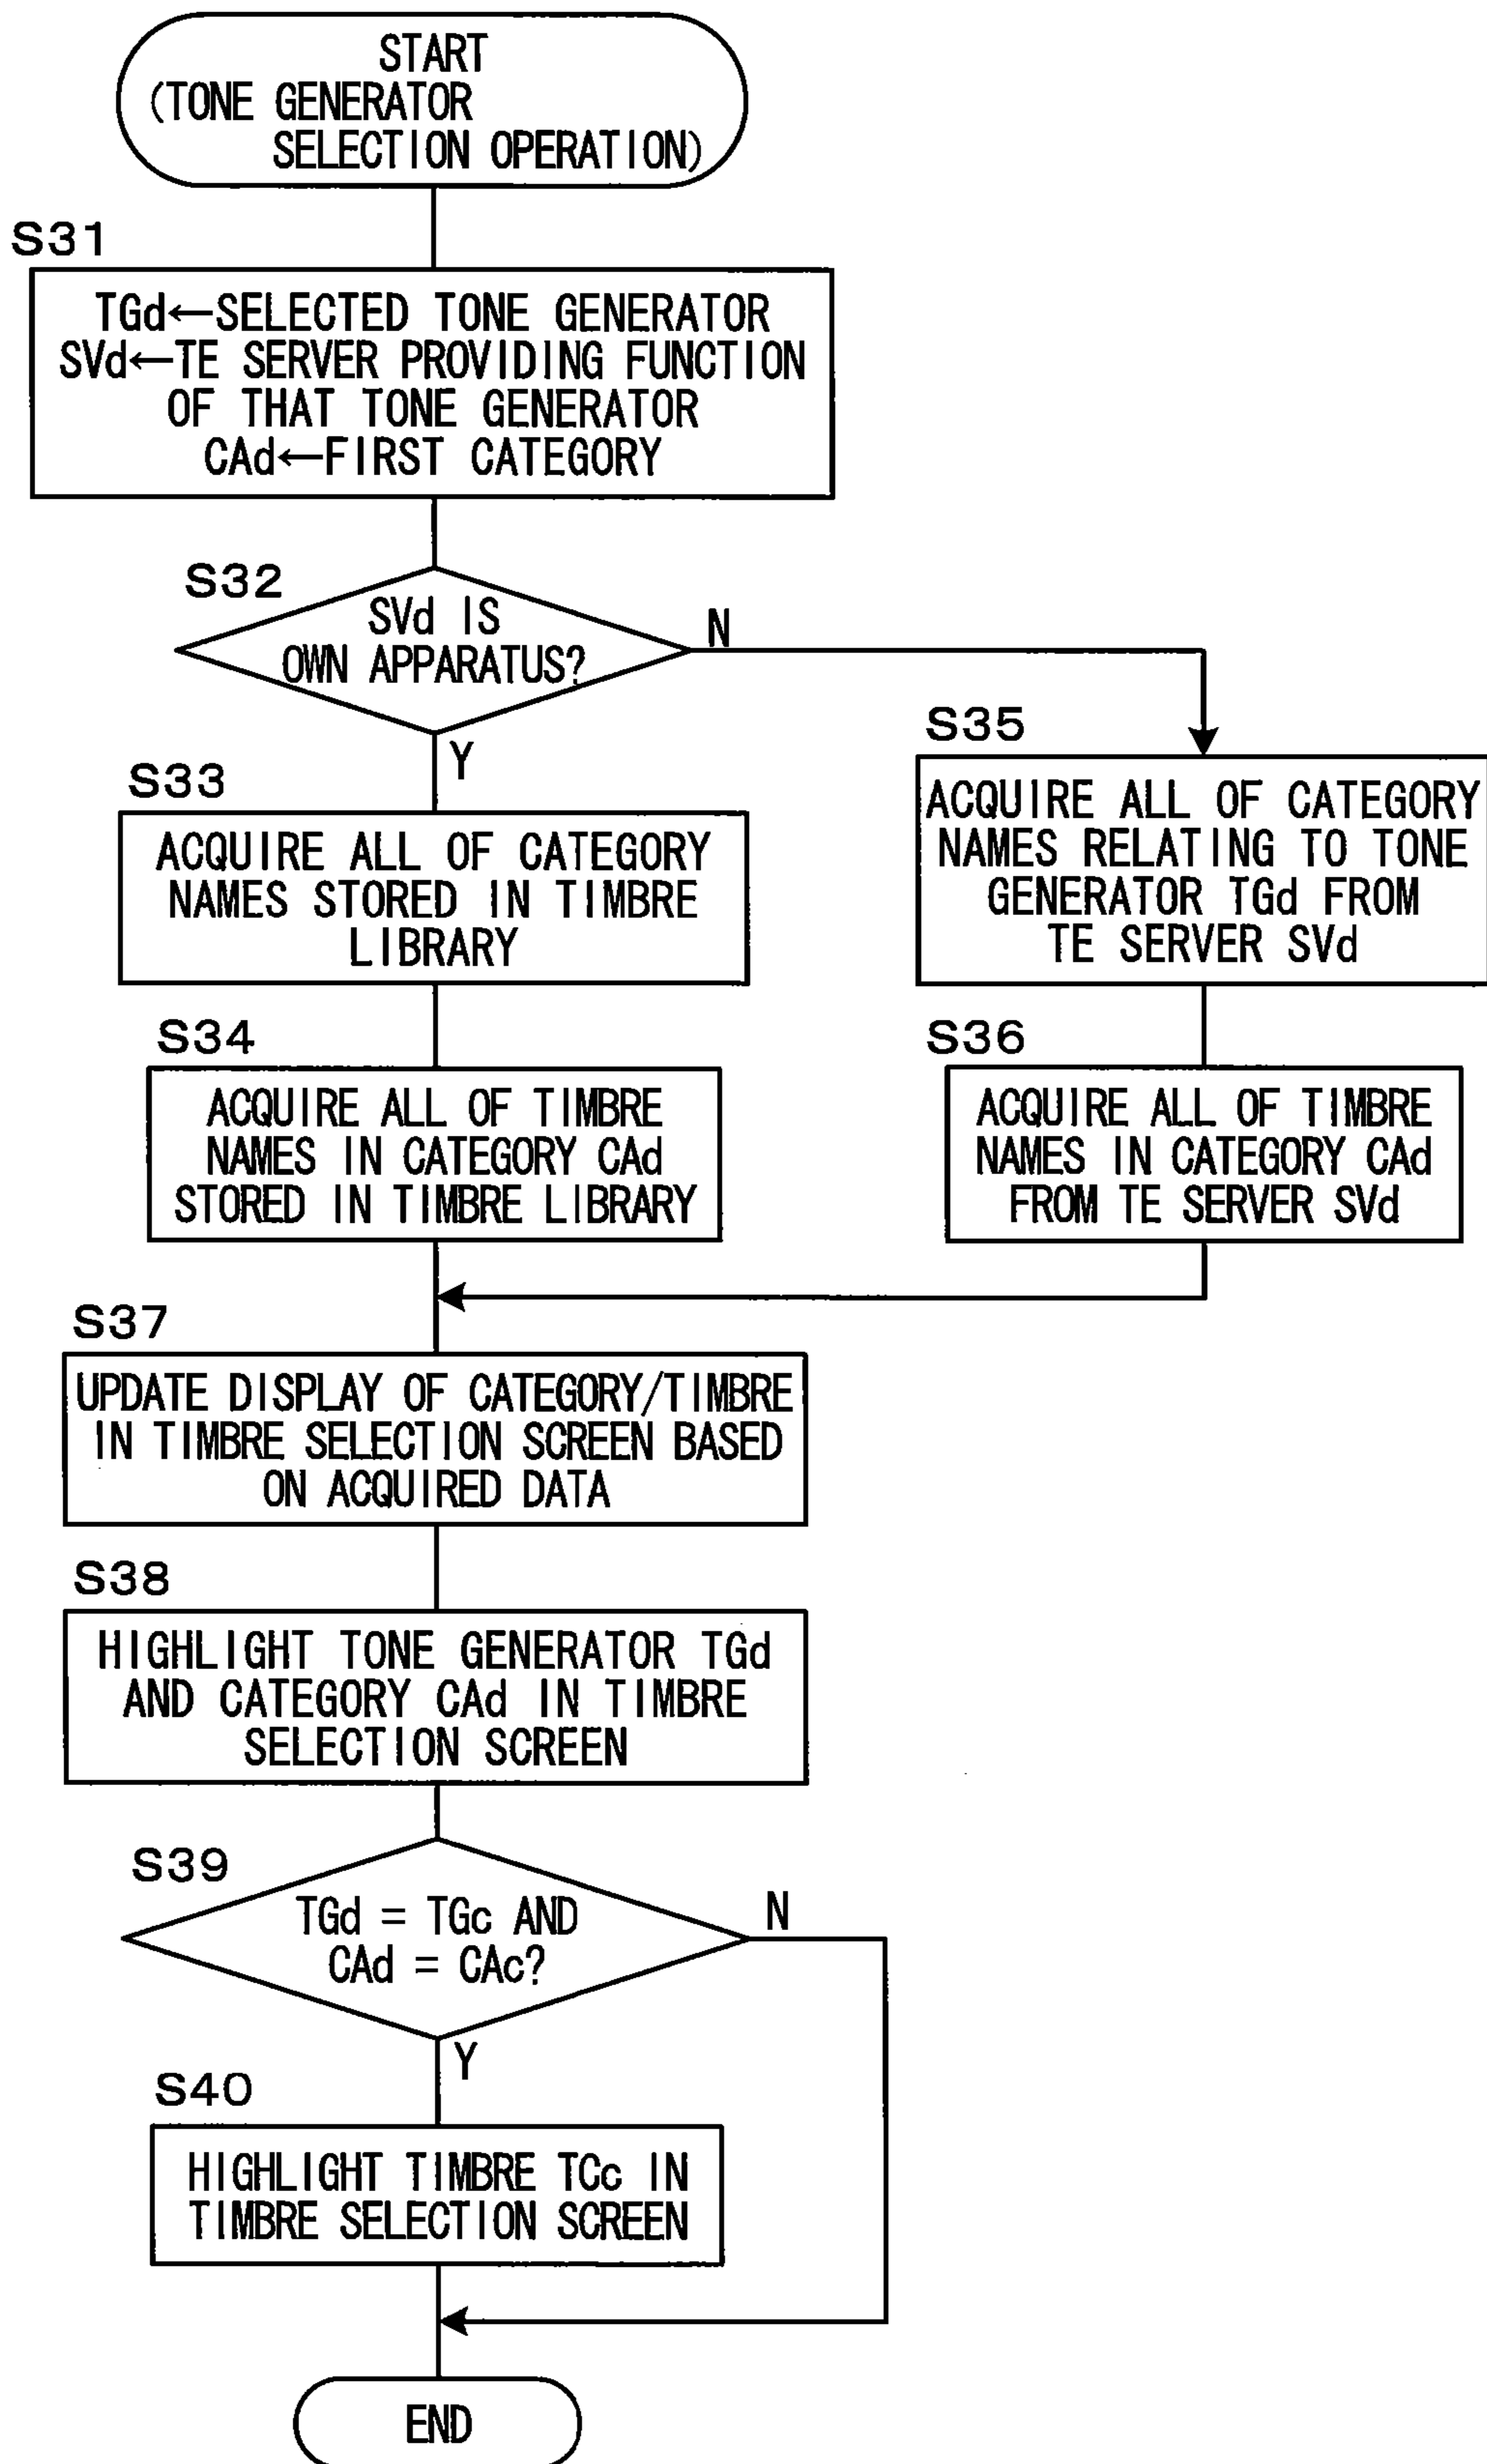 START
(TONE GENERATOR
SELECTION OPERATION)
S31
TGd←SELECTED TONE GENERATOR
SVd←TE SERVER PROVIDING FUNCTION
OF THAT TONE GENERATOR
CAd←FIRST CATEGORY
S32
SVd IS
OWN APPARATUS?
N
Y
S33
ACQUIRE ALL OF CATEGORY
NAMES STORED IN TIMBRE
LIBRARY
S35
ACQUIRE ALL OF CATEGORY
NAMES RELATING TO TONE
GENERATOR TGd FROM
TE SERVER SVd
S34
ACQUIRE ALL OF TIMBRE
NAMES IN CATEGORY CAd
STORED IN TIMBRE LIBRARY
S36
ACQUIRE ALL OF TIMBRE
NAMES IN CATEGORY CAd
FROM TE SERVER SVd
S37
UPDATE DISPLAY OF CATEGORY/TIMBRE
IN TIMBRE SELECTION SCREEN BASED
ON ACQUIRED DATA
S38
HIGHLIGHT TONE GENERATOR TGd
AND CATEGORY CAd IN TIMBRE
SELECTION SCREEN
S39
TGd = TGc AND
CAd = CAc?
N
Y
S40
HIGHLIGHT TIMBRE TCc IN
TIMBRE SELECTION SCREEN
END